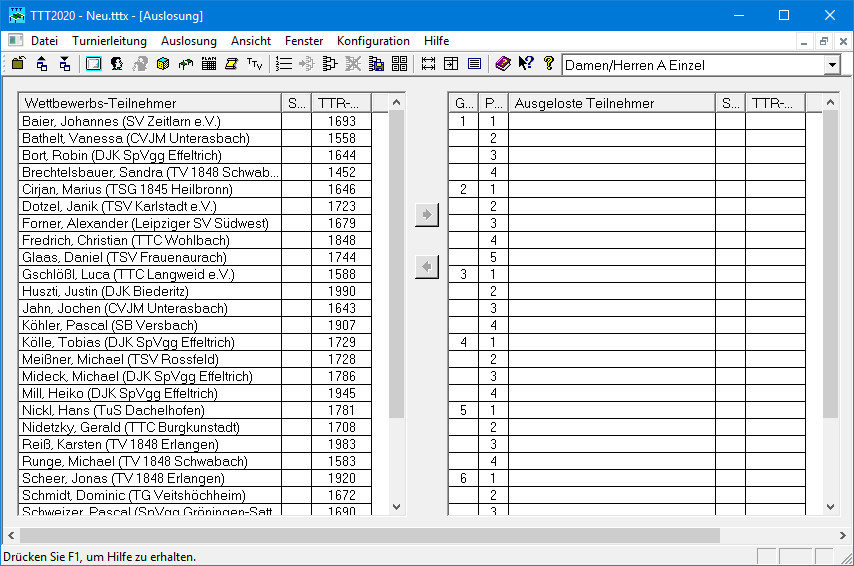 TTT2020 - Neu.tttx - [Auslosung]
Datei Turnierleitung Auslosung Ansicht Fenster Konfiguration Hilfe
TTV Damen/Herren A Einzel
Wettbewerbs-Teilnehmer S... TTR-...
Baier, Johannes (SV Zeitlarn e.V.) 1693
Bathelt, Vanessa (CVJM Unterasbach) 1558
Bort, Robin (DJK SpVgg Effeltrich) 1644
Brechtelsbauer, Sandra (TV 1848 Schwab... 1452
Cirjan, Marius (TSG 1845 Heilbronn) 1646
Dotzel, Janik (TSV Karlstadt e.V.) 1723
Forner, Alexander (Leipziger SV Südwest) 1679
Fredrich, Christian (TTC Wohlbach) 1848
Glaas, Daniel (TSV Frauenaurach) 1744
Gschlößl, Luca (TTC Langweid e.V.) 1588
Huszti, Justin (DJK Biederitz) 1990
Jahn, Jochen (CVJM Unterasbach) 1643
Köhler, Pascal (SB Versbach) 1907
Kölle, Tobias (DJK SpVgg Effeltrich) 1729
Meißner, Michael (TSV Rossfeld) 1728
Mideck, Michael (DJK SpVgg Effeltrich) 1786
Mill, Heiko (DJK SpVgg Effeltrich) 1945
Nickl, Hans (TuS Dachelhofen) 1781
Nidetzky, Gerald (TTC Burgkunstadt) 1708
Reiß, Karsten (TV 1848 Erlangen) 1983
Runge, Michael (TV 1848 Schwabach) 1583
Scheer, Jonas (TV 1848 Erlangen) 1920
Schmidt, Dominic (TG Veitshöchheim) 1672
Schweizer, Pascal (SpVgg Gröningen-Satt 1690
G... P... Ausgeloste Teilnehmer S... TTR-...
1 1
2
3
4
2 1
2
3
4
5
3 1
2
3
4
4 1
2
3
4
5 1
2
3
4
6 1
2
3
Drücken Sie F1, um Hilfe zu erhalten.